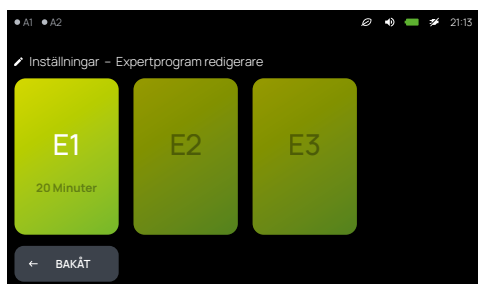 A1 A2 21:13
Inställningar – Expertprogram redigerare
E1 E2 E3
20 Minuter
← BAKÅT